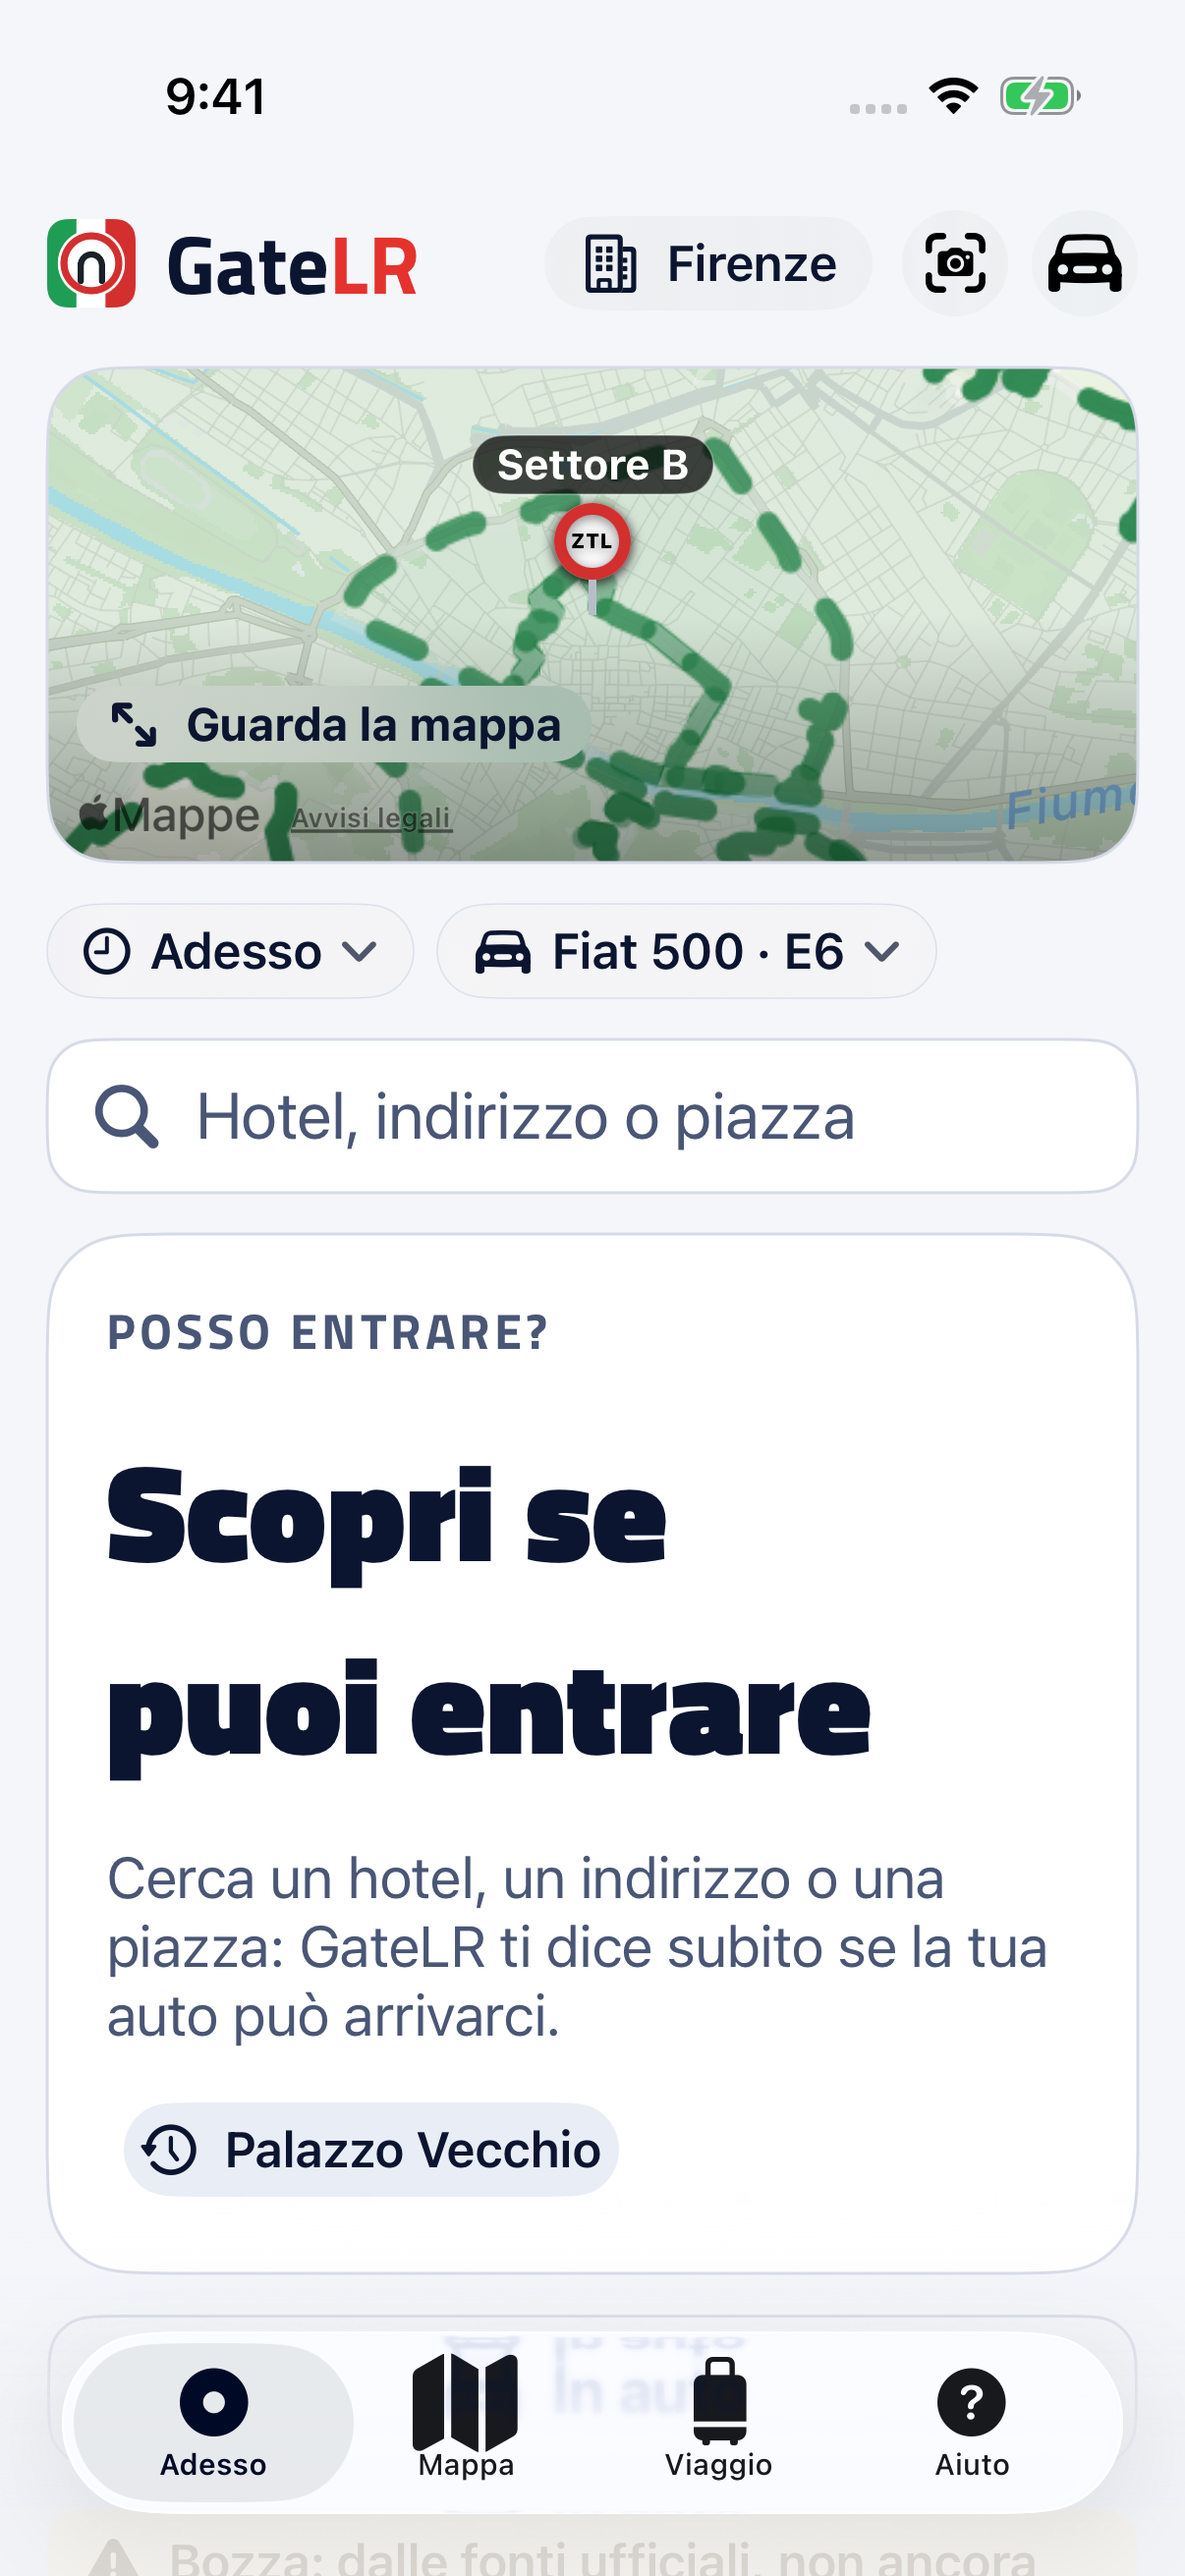 9:41
GateLR
Firenze
Settore B
ZTL
Guarda la mappa
Mappe
Avvisi legali
Adesso
Fiat 500 · E6
Hotel, indirizzo o piazza
POSSO ENTRARE?
Scopri se
puoi entrare
Cerca un hotel, un indirizzo o una
piazza: GateLR ti dice subito se la tua
auto può arrivarci.
Palazzo Vecchio
Adesso
Mappa
Viaggio
Aiuto
Bozza: dalle fonti ufficiali, non ancora